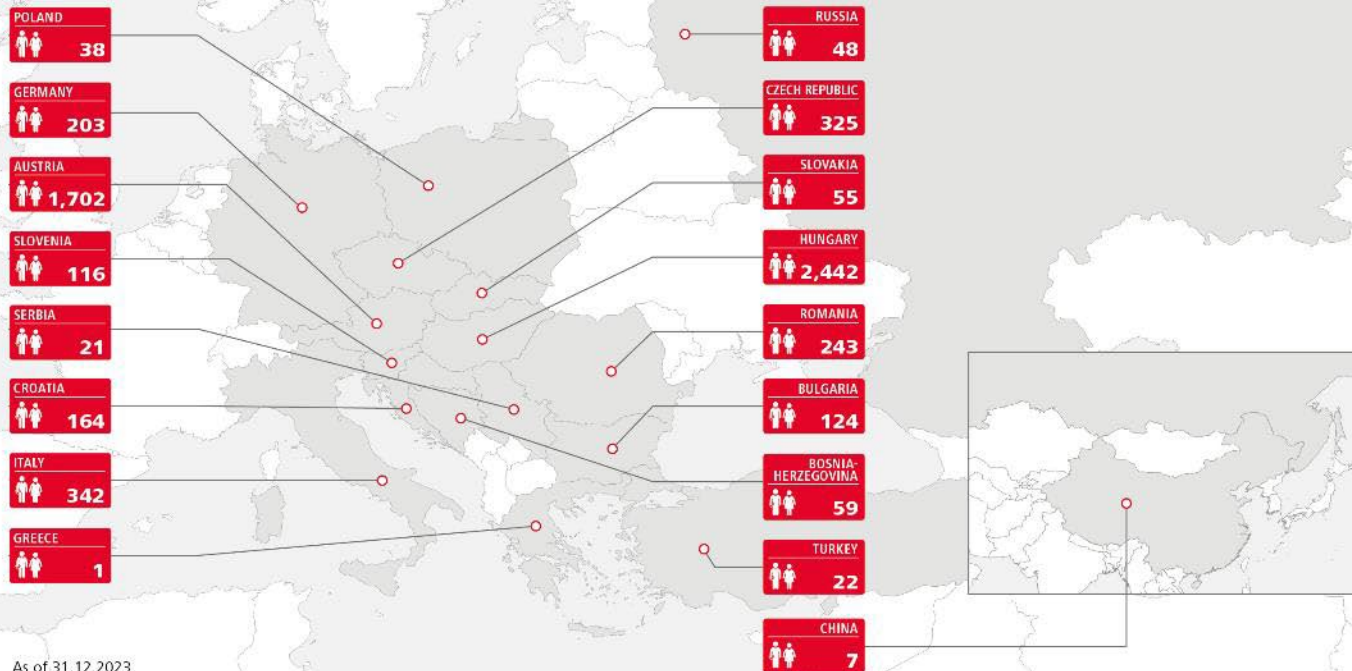 POLAND
38
GERMANY
203
AUSTRIA
1,702
SLOVENIA
116
SERBIA
21
CROATIA
164
ITALY
342
GREECE
1
As of 31.12.2023
RUSSIA
48
CZECH REPUBLIC
325
SLOVAKIA
55
HUNGARY
2,442
ROMANIA
243
BULGARIA
124
BOSNIA-
HERZEGOVINA
59
TURKEY
22
CHINA
7